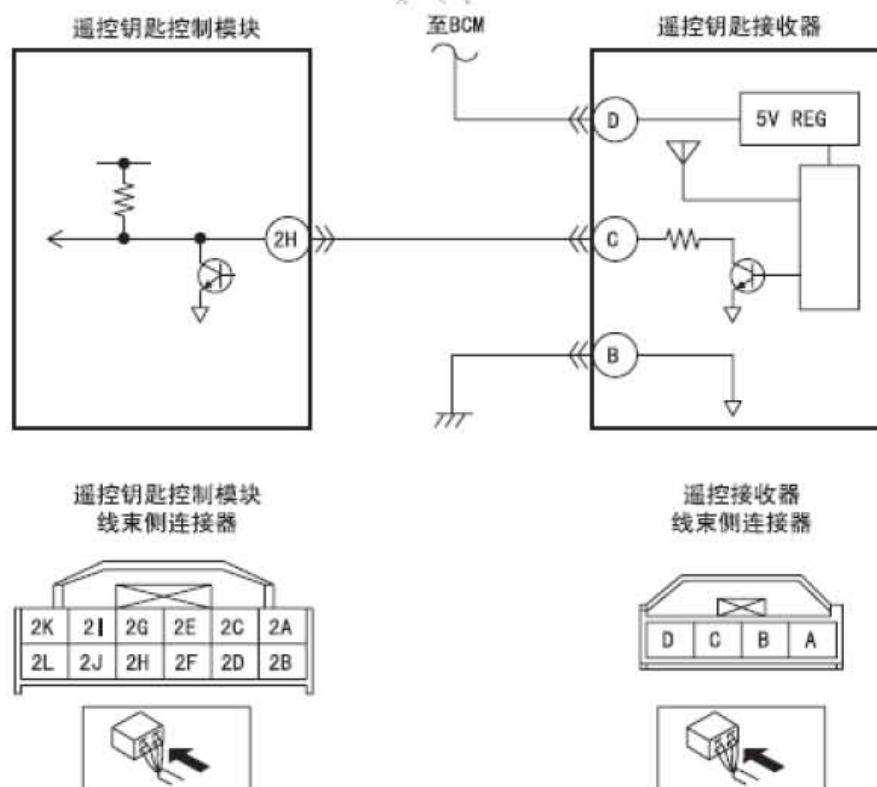 遥控钥匙控制模块
至BCM
遥控钥匙接收器
D
5V REG
2H
C
B
遥控钥匙控制模块
线束侧连接器
遥控接收器
线束侧连接器
2K 2I 2G 2E 2C 2A
2L 2J 2H 2F 2D 2B
D C B A